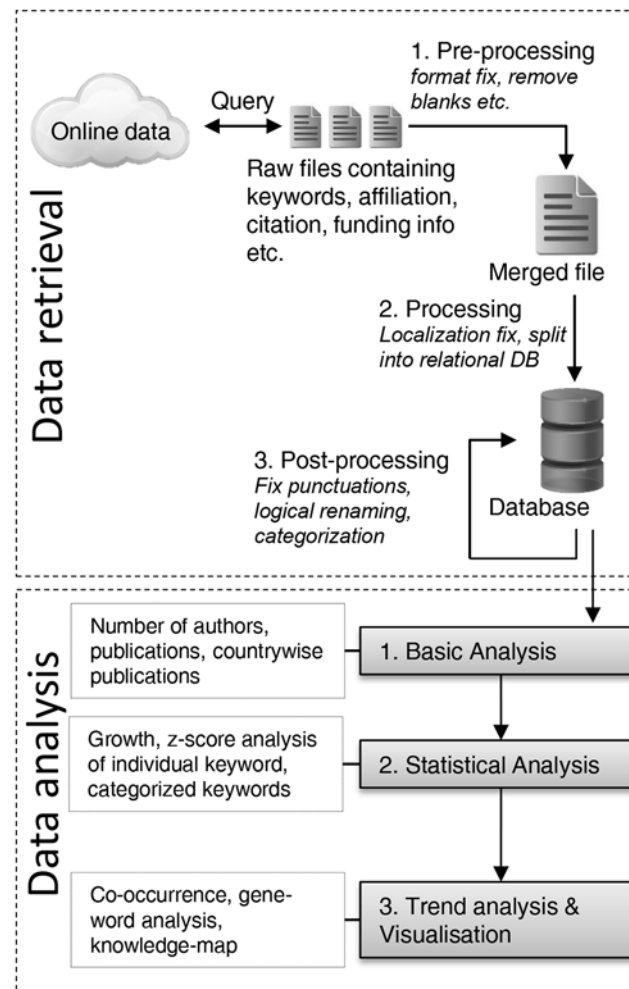 Data retrieval
Online data
Query
Raw files containing
keywords, affiliation,
citation, funding info
etc.
1. Pre-processing
format fix, remove
blanks etc.
Merged file
2. Processing
Localization fix, split
into relational DB
3. Post-processing
Fix punctuations,
logical renaming,
categorization
Database
Data analysis
Number of authors,
publications, countrywise
publications
1. Basic Analysis
Growth, z-score analysis
of individual keyword,
categorized keywords
2. Statistical Analysis
Co-occurrence, gene-
word analysis,
knowledge-map
3. Trend analysis &
Visualisation